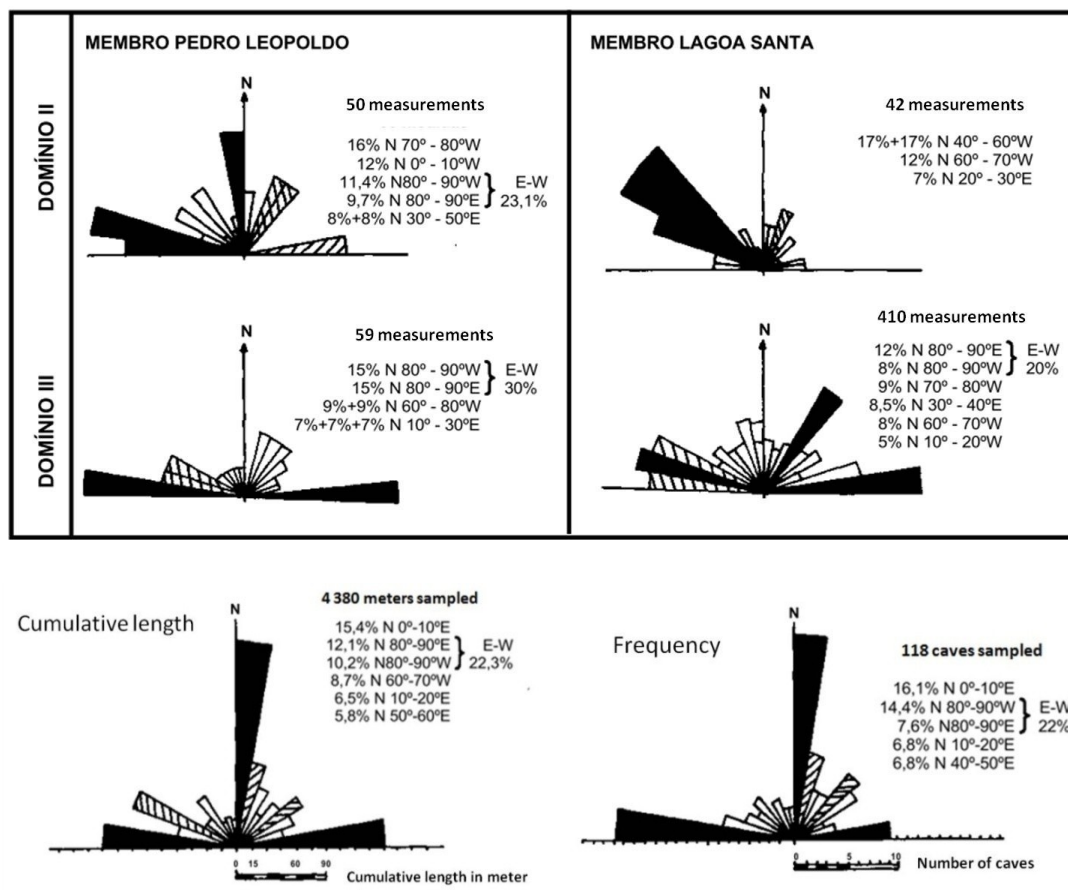 MEMBRO PEDRO LEOPOLDO
MEMBRO LAGOA SANTA
DOMÍNIO II
N
50 measurements
16% N 70º - 80ºW
12% N 0º - 10ºW
11,4% N80º - 90ºW
9,7% N 80º - 90ºE
E-W
23,1%
8%+8% N 30º - 50ºE
N
42 measurements
17%+17% N 40º - 60ºW
12% N 60º - 70ºW
7% N 20º - 30ºE
DOMÍNIO III
N
59 measurements
15% N 80º - 90ºW
15% N 80º - 90ºE
E-W
30%
9%+9% N 60º - 80ºW
7%+7%+7% N 10º - 30ºE
N
410 measurements
12% N 80º - 90ºE
8% N 80º - 90ºW
E-W
20%
9% N 70º - 80ºW
8,5% N 30º - 40ºE
8% N 60º - 70ºW
5% N 10º - 20ºW
Cumulative length
N
4 380 meters sampled
15,4% N 0º-10ºE
12,1% N 80º-90ºE
10,2% N80º-90ºW
E-W
22,3%
8,7% N 60º-70ºW
6,5% N 10º-20ºE
5,8% N 50º-60ºE
0 15 60 90
Cumulative length in meter
Frequency
N
118 caves sampled
16,1% N 0º-10ºE
14,4% N 80º-90ºW
7,6% N80º-90ºE
E-W
22%
6,8% N 10º-20ºE
6,8% N 40º-50ºE
0 5 10
Number of caves